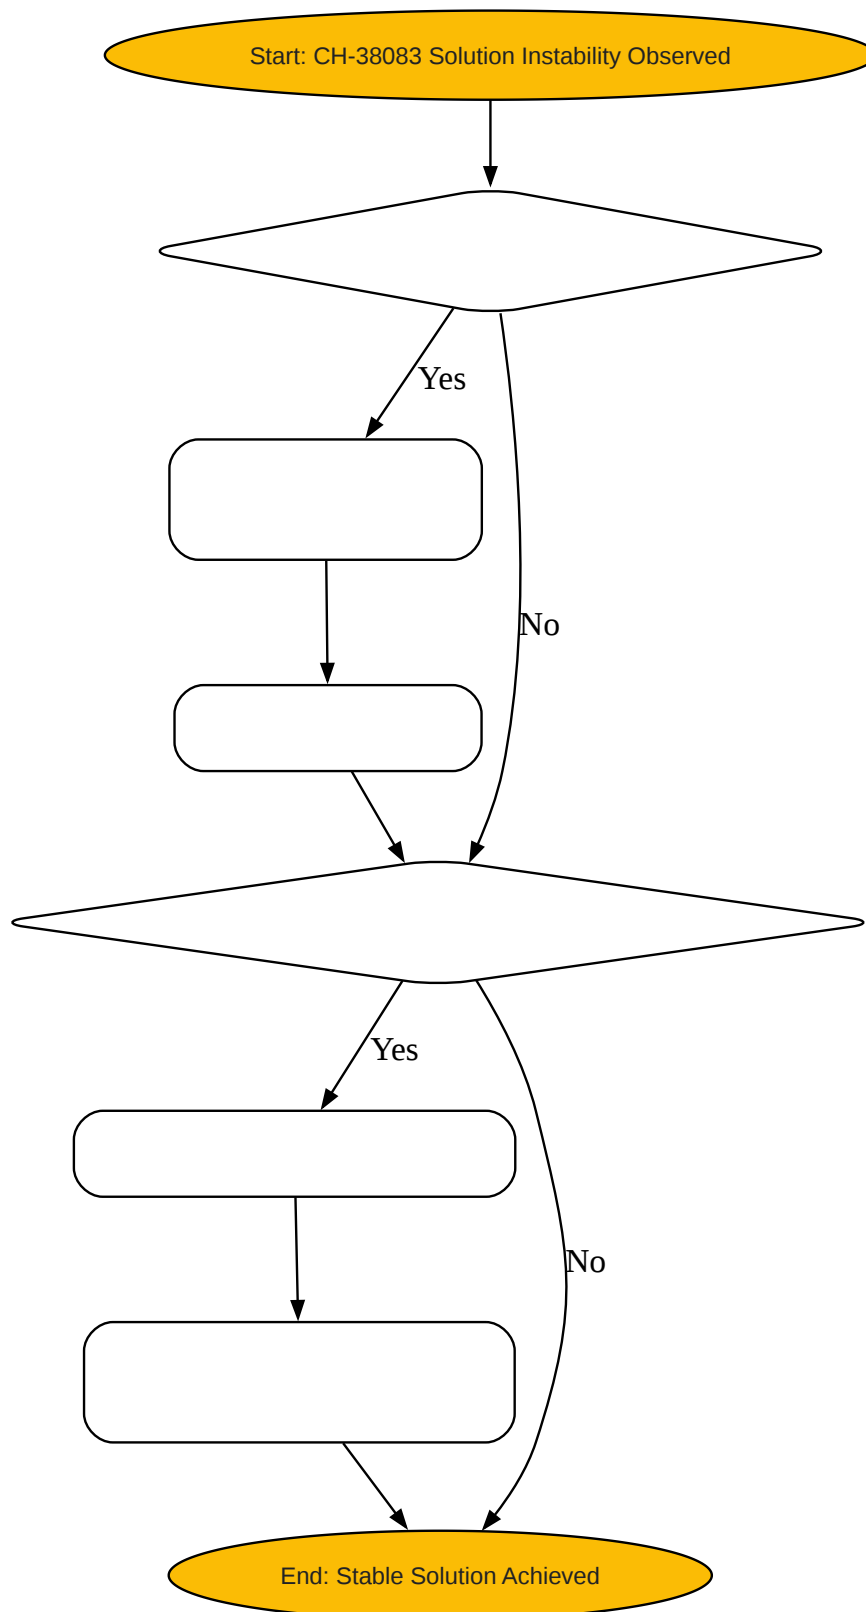 Start: CH-38083 Solution Instability Observed
Yes
No
Yes
No
End: Stable Solution Achieved